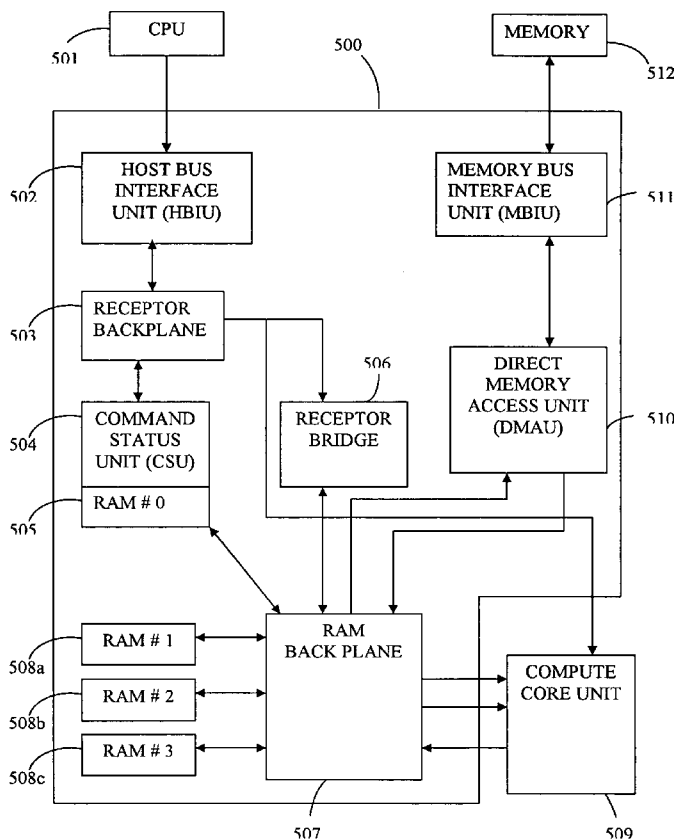 CPU
501
500
MEMORY
512
HOST BUS
INTERFACE
UNIT (HBIU)
502
MEMORY BUS
INTERFACE
UNIT (MBIU)
511
RECEPTOR
BACKPLANE
503
506
DIRECT
MEMORY
ACCESS UNIT
(DMAU)
510
COMMAND
STATUS
UNIT (CSU)
504
RECEPTOR
BRIDGE
RAM # 0
505
RAM # 1
508a
RAM
BACK PLANE
COMPUTE
CORE UNIT
RAM # 2
508b
RAM # 3
508c
507
509